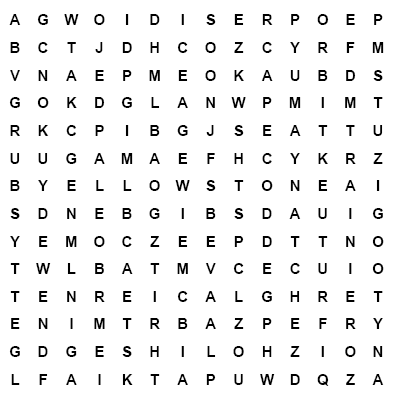 A G W O I D I S E R P O E P
B C T J D H C O Z C Y R F M
V N A E P M E O K A U B D S
G O K D G L A N W P M I M T
R K C P I B G J S E A T T U
U U G A M A E F H C Y K R Z
B Y E L L O W S T O N E A I
S D N E B G I B S D A U I G
Y E M O C Z E E P D T T N O
T W L B A T M V C E C U I O
T E N R E I C A L G H R E T
E N I M T R B A Z P E F R Y
G D G E S H I L O H Z I O N
L F A I K T A P U W D Q Z A